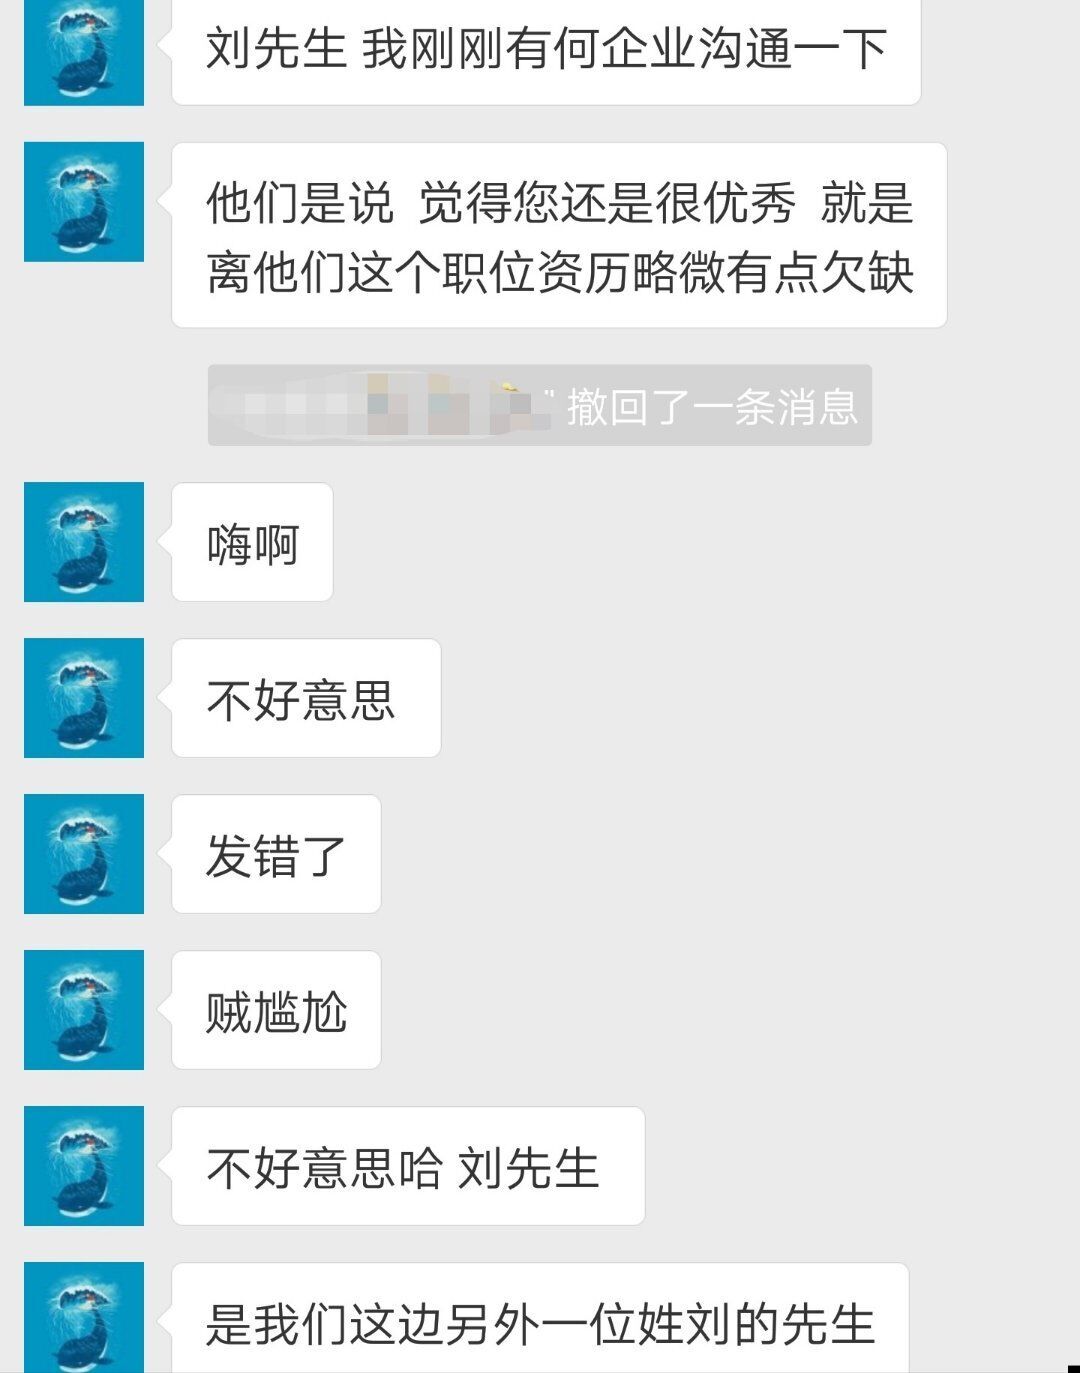 刘先生 我刚刚有何企业沟通一下
他们是说 觉得您还是很优秀 就是
离他们这个职位资历略微有点欠缺
" 撤回了一条消息
嗨啊
不好意思
发错了
贼尴尬
不好意思哈 刘先生
是我们这边另外一位姓刘的先生